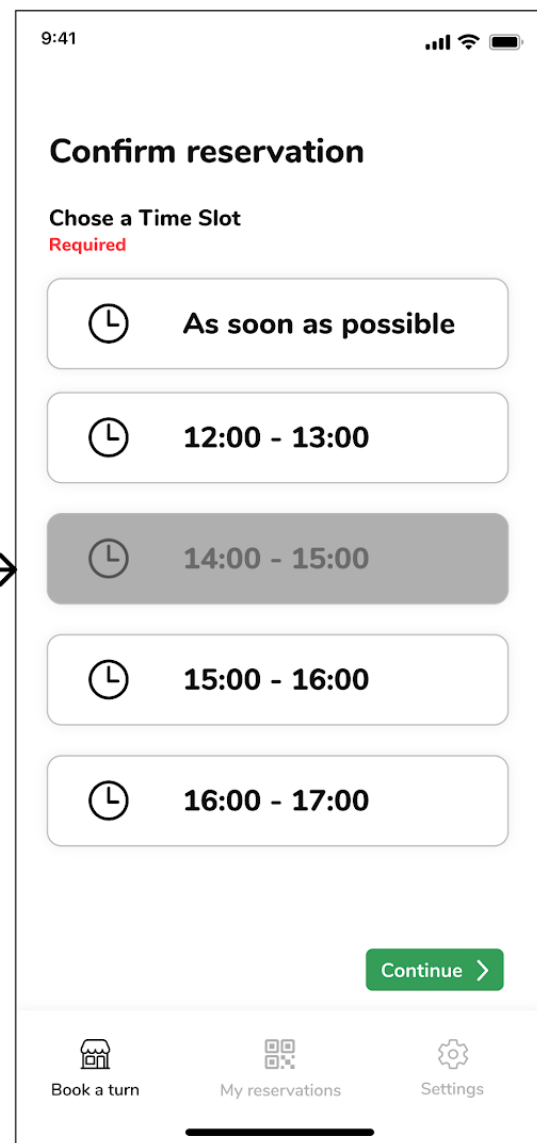 9:41
Confirm reservation
Chose a Time Slot
Required
As soon as possible
12:00 - 13:00
14:00 - 15:00
15:00 - 16:00
16:00 - 17:00
Continue
Book a turn My reservations Settings